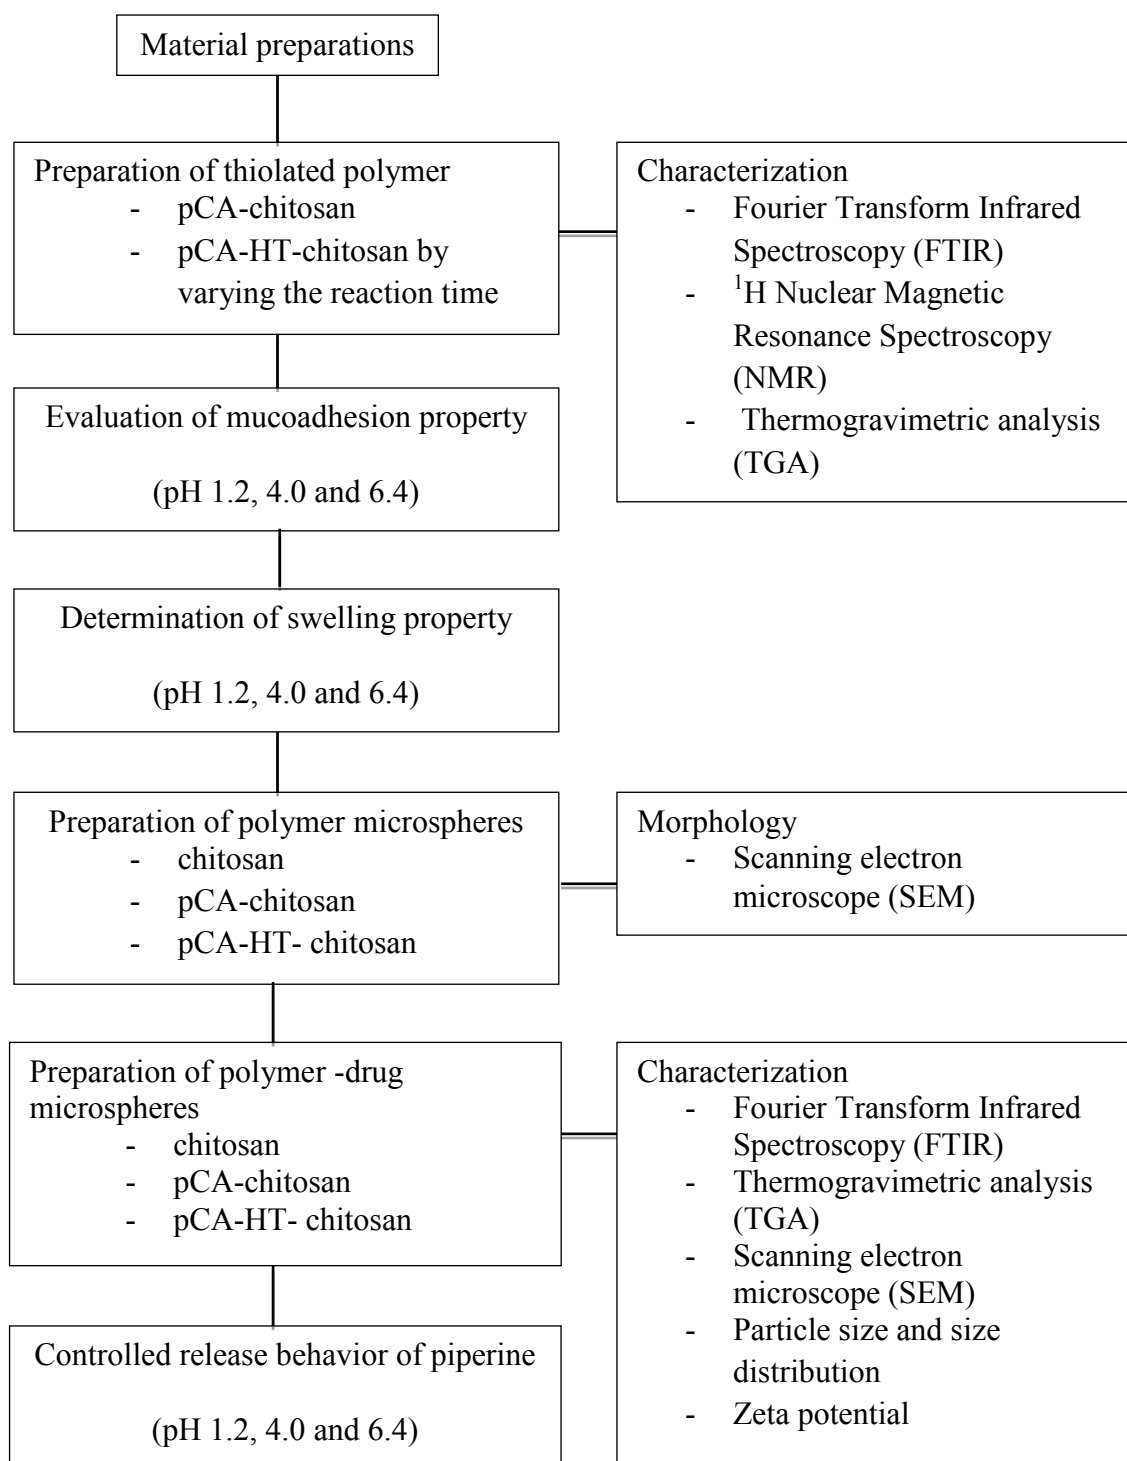 Material preparations
Preparation of thiolated polymer
- pCA-chitosan
- pCA-HT-chitosan by
varying the reaction time
Characterization
- Fourier Transform Infrared
Spectroscopy (FTIR)
- ¹H Nuclear Magnetic
Resonance Spectroscopy
(NMR)
- Thermogravimetric analysis
(TGA)
Evaluation of mucoadhesion property
(pH 1.2, 4.0 and 6.4)
Determination of swelling property
(pH 1.2, 4.0 and 6.4)
Preparation of polymer microspheres
- chitosan
- pCA-chitosan
- pCA-HT- chitosan
Morphology
- Scanning electron
microscope (SEM)
Preparation of polymer -drug
microspheres
- chitosan
- pCA-chitosan
- pCA-HT- chitosan
Characterization
- Fourier Transform Infrared
Spectroscopy (FTIR)
- Thermogravimetric analysis
(TGA)
- Scanning electron
microscope (SEM)
- Particle size and size
distribution
- Zeta potential
Controlled release behavior of piperine
(pH 1.2, 4.0 and 6.4)